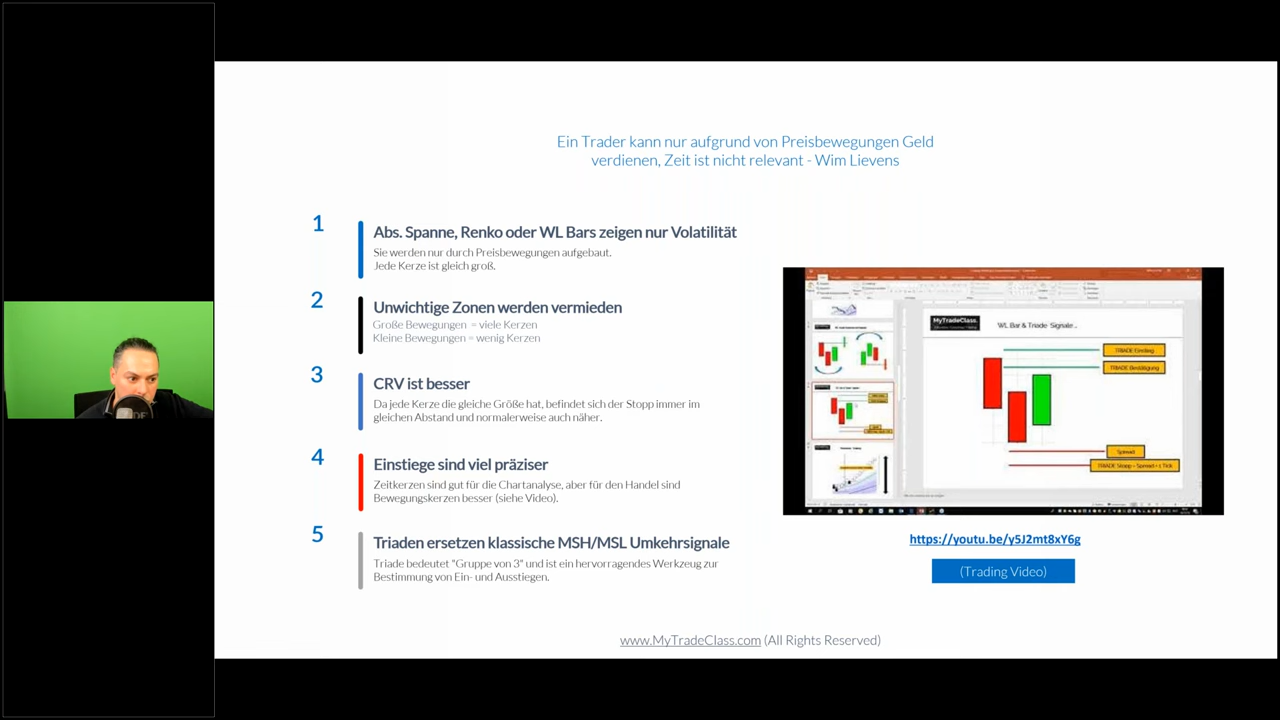 Ein Trader kann nur aufgrund von Preisbewegungen Geld
verdienen, Zeit ist nicht relevant - Wim Lievens
1
Abs. Spanne, Renko oder WL Bars zeigen nur Volatilität
Sie werden nur durch Preisbewegungen aufgebaut.
Jede Kerze ist gleich groß.
2
Unwichtige Zonen werden vermieden
Große Bewegungen = viele Kerzen
Kleine Bewegungen = wenig Kerzen
3
CRV ist besser
Da jede Kerze die gleiche Größe hat, befindet sich der Stopp immer im
gleichen Abstand und normalerweise auch näher.
4
Einstiege sind viel präziser
Zeitkerzen sind gut für die Chartanalyse, aber für den Handel sind
Bewegungskerzen besser (siehe Video).
5
Triaden ersetzen klassische MSH/MSL Umkehrsignale
Triade bedeutet "Gruppe von 3" und ist ein hervorragendes Werkzeug zur
Bestimmung von Ein- und Ausstiegen.
MyTradeClass.
WL Bar & Triade Signale..
TRIADE Einstieg
TRIADE Bestätigung
Spread
TRIADE Stopp - Spread + 1 Tick
https://youtu.be/y5J2mt8xY6g
(Trading Video)
www.MyTradeClass.com (All Rights Reserved)